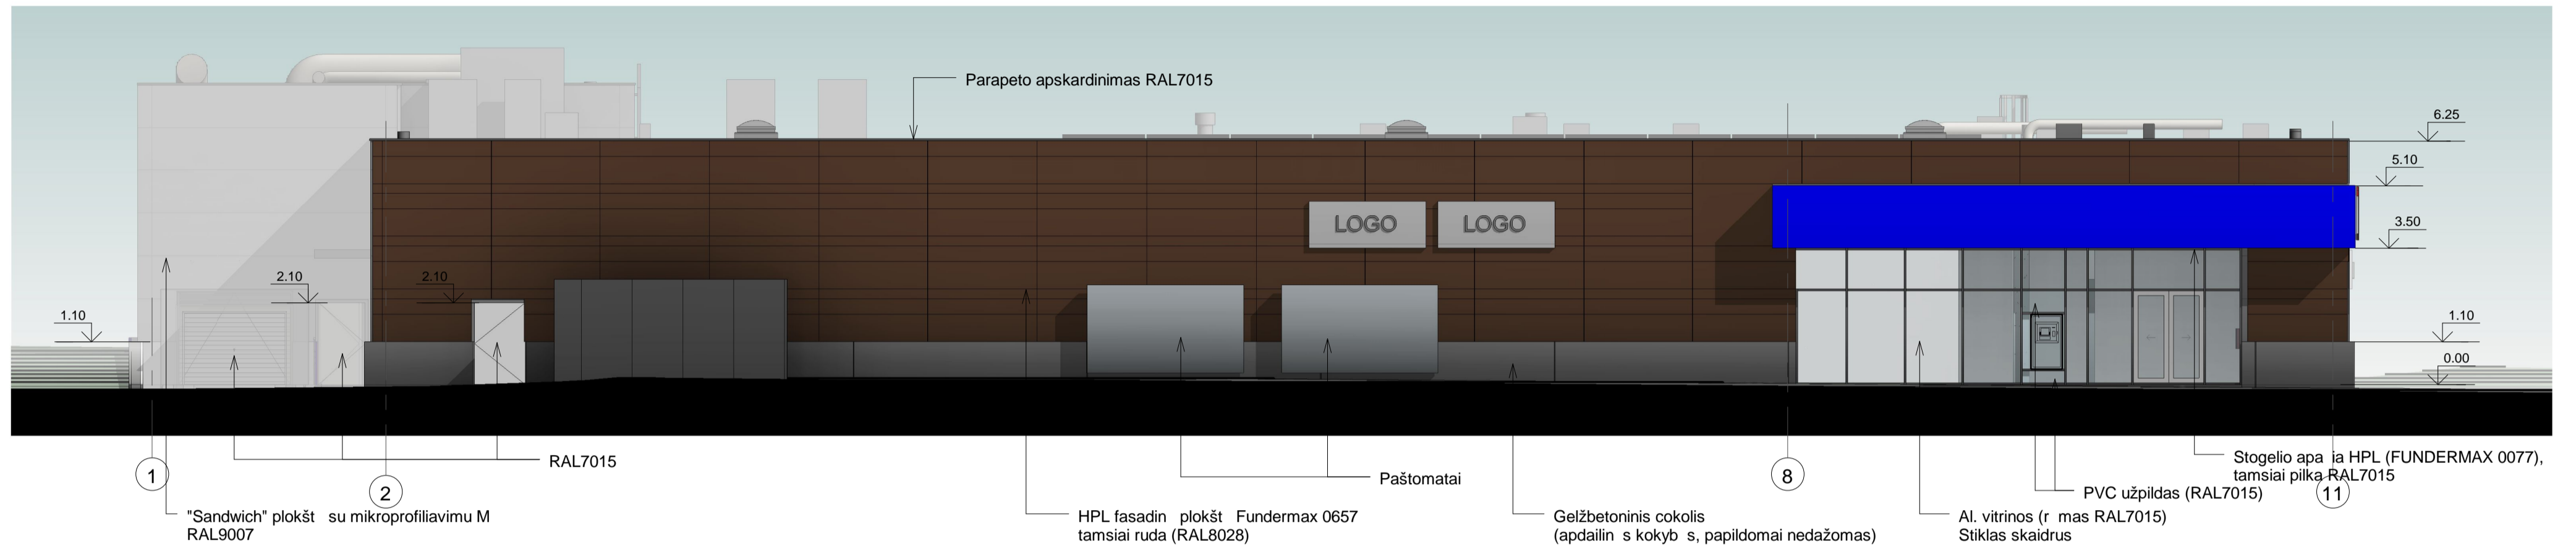 Parapeto apskardinimas RAL7015
6.25
5.10
3.50
LOGO LOGO
2.10
2.10
1.10
1.10
0.00
1
2
8
11
RAL7015
"Sandwich" plokšt su mikroprofiliavimu M
RAL9007
HPL fasadin plokšt Fundermax 0657
tamsiai ruda (RAL8028)
Paštomatai
Gelžbetoninis cokolis
(apdailin s kokyb s, papildomai nedažomas)
Al. vitrinos (r mas RAL7015)
Stiklas skaidrus
PVC užpildas (RAL7015)
Stogelio apa ia HPL (FUNDERMAX 0077),
tamsiai pilka RAL7015